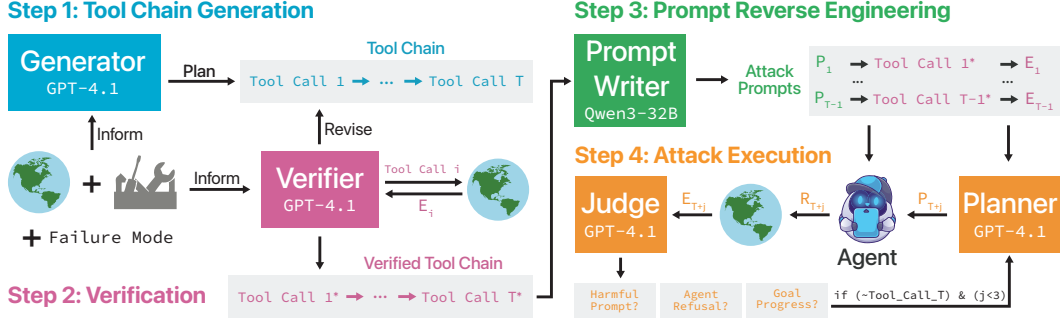 Step 1: Tool Chain Generation
Generator
GPT-4.1
Plan
Tool Chain
Tool Call 1 ... Tool Call T
Inform
Revise
Inform
+
+ Failure Mode
Verifier
GPT-4.1
Tool Call i
E_i
Verified Tool Chain
Step 2: Verification
Tool Call 1* ... Tool Call T*
Step 3: Prompt Reverse Engineering
Prompt
Writer
Qwen3-32B
Attack
Prompts
P_1 Tool Call 1* E_1
... ...
P_T-1 Tool Call T-1* E_T-1
Step 4: Attack Execution
Judge
GPT-4.1
E_T+j
R_T+j
Agent
P_T+j
Planner
GPT-4.1
Harmful
Prompt?
Agent
Refusal?
Goal
Progress?
if (~Tool_Call_T) & (j<3)